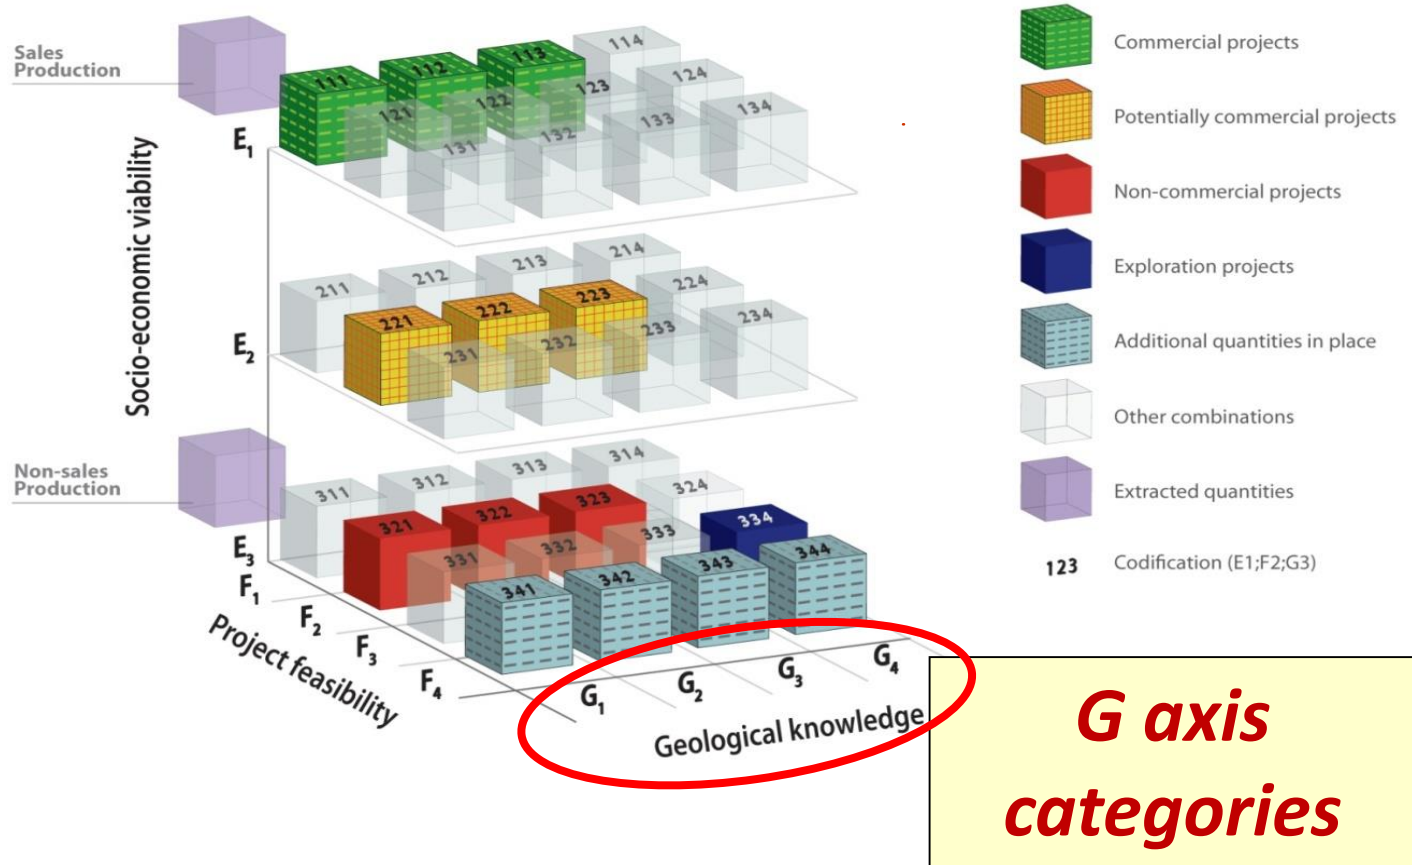 Sales
Production
Socio-economic viability
E1
111
112
113
114
121
122
123
124
131
132
133
134
E2
211
212
213
214
221
222
223
224
231
232
233
234
Non-sales
Production
E3
311
312
313
314
321
322
323
324
331
332
333
334
341
342
343
344
F1
F2
F3
F4
Project feasibility
G1
G2
G3
G4
Geological knowledge
Commercial projects
Potentially commercial projects
Non-commercial projects
Exploration projects
Additional quantities in place
Other combinations
Extracted quantities
123 Codification (E1;F2;G3)
G axis
categories